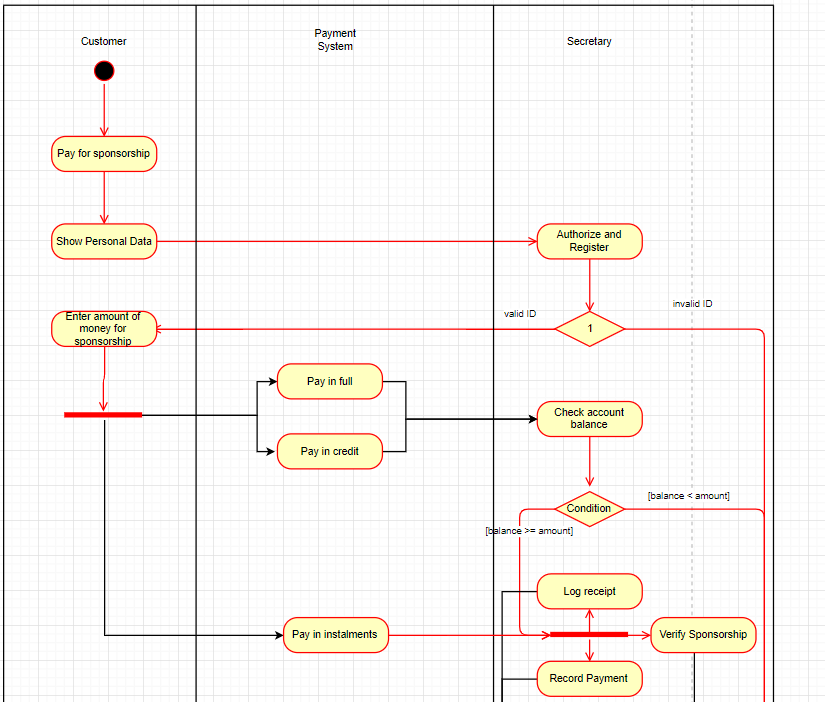 Customer
Payment
System
Secretary
Pay for sponsorship
Show Personal Data
Authorize and
Register
Enter amount of
money for
sponsorship
valid ID
1
invalid ID
Pay in full
Check account
balance
Pay in credit
Condition
[balance < amount]
[balance >= amount]
Log receipt
Pay in instalments
Verify Sponsorship
Record Payment